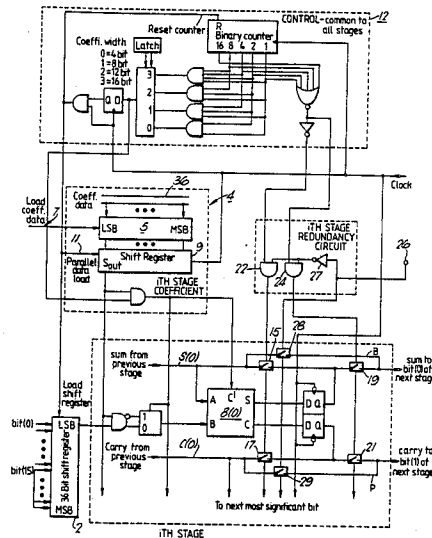 CONTROL-common to all stages
12
Reset counter
R
Binary counter
16 8 4 2 1
Coeffi. width
0=4 bit
1=8 bit
2=12 bit
3=16 bit
Latch
3
2
1
0
Q D
Clock
36
4
Load coeff. data
7
Coeff. data
LSB 5 MSB
11
Parallel data load
Shift Register
Sout
9
iTH STAGE COEFFICIENT
iTH STAGE REDUNDANCY CIRCUIT
22
24
27
26
28
15
sum from previous stage
S(0)
B
19
sum to bit(0) at next stage
Load shift register
A
B
C'
8(0)
S
C
D Q
D Q
1
0
bit(0)
bit(15)
LSB
36 Bit shiftregister
MSB
2
Carry from previous stage
C(0)
17
29
21
P
carry to bit(1) at next stage
To next most significant bit
iTH STAGE